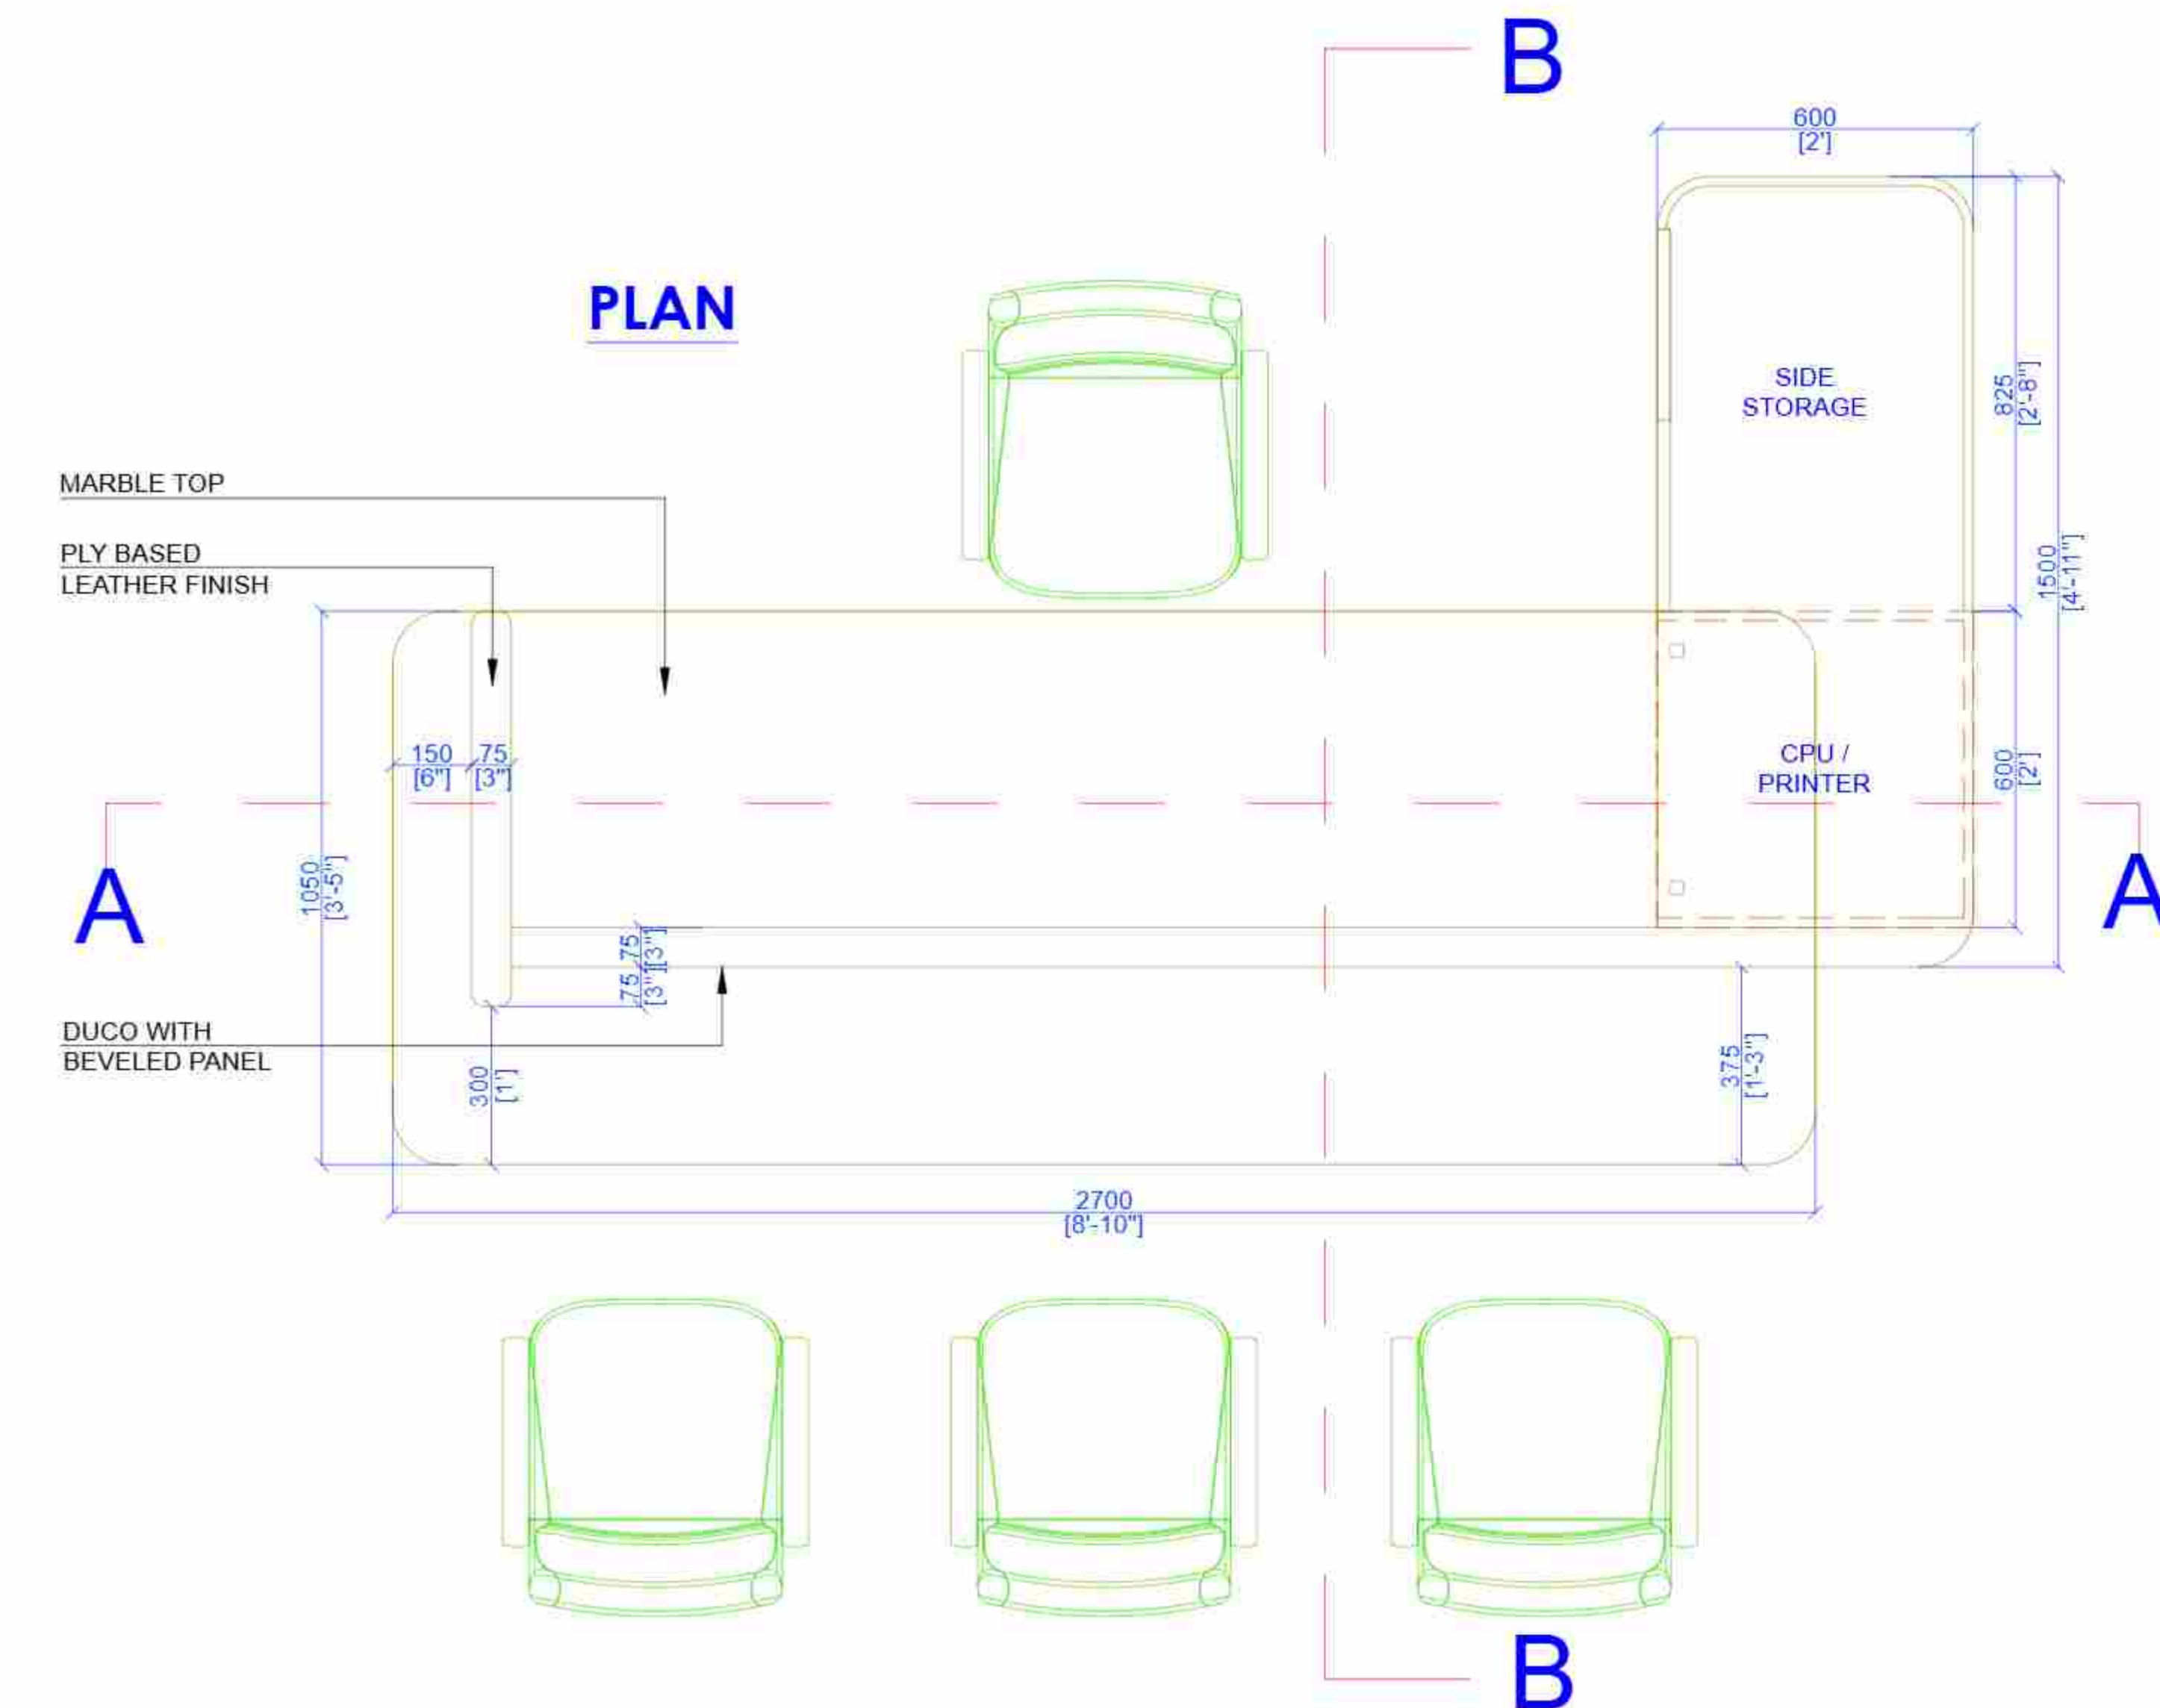 B
600
[2']
PLAN
SIDE
STORAGE
825
[2'-8"]
1500
[4'-11"]
MARBLE TOP
PLY BASED
LEATHER FINISH
150
[6"]
75
[3"]
CPU /
PRINTER
600
[2']
A
1050
[3'-5"]
A
75
[3"]
75
[3"]
DUCO WITH
BEVELED PANEL
300
[1']
375
[1'-3"]
2700
[8'-10"]
B